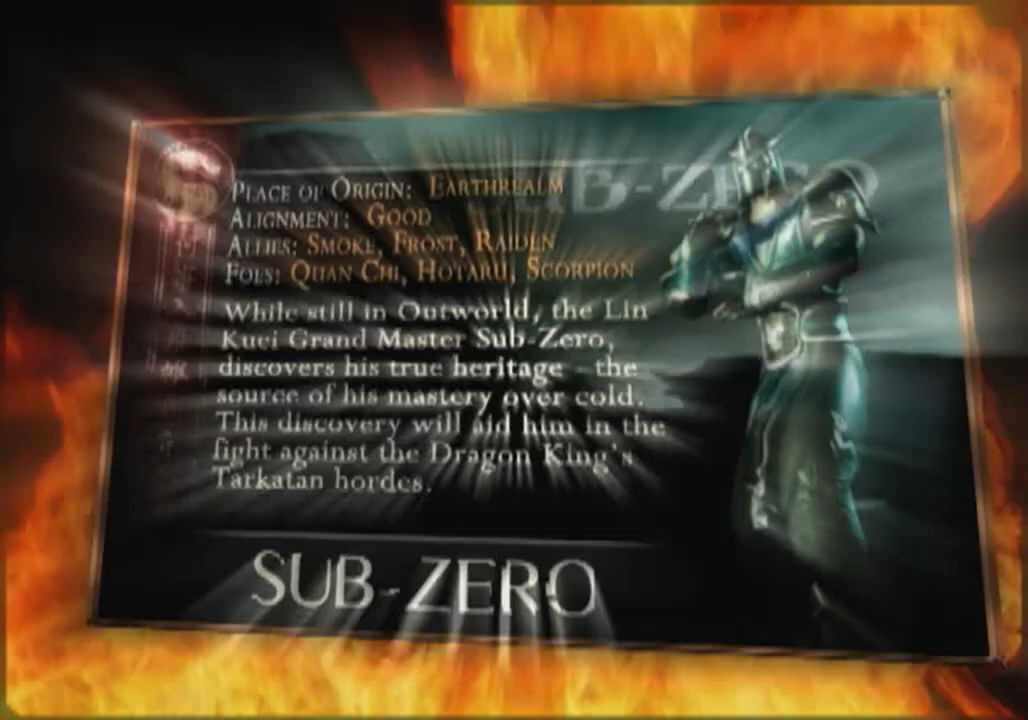 SUB-ZERO
PLACE OF ORIGIN: EARTHREALM
ALIGNMENT: GOOD
ALLIES: SMOKE, FROST, RAIDEN
FOES: QUAN CHI, HOTARU, SCORPION
While still in Outworld, the Lin
Kuei Grand Master Sub-Zero,
discovers his true heritage - the
source of his mastery over cold.
This discovery will aid him in the
fight against the Dragon King's
Tarkatan hordes.
SUB-ZERO